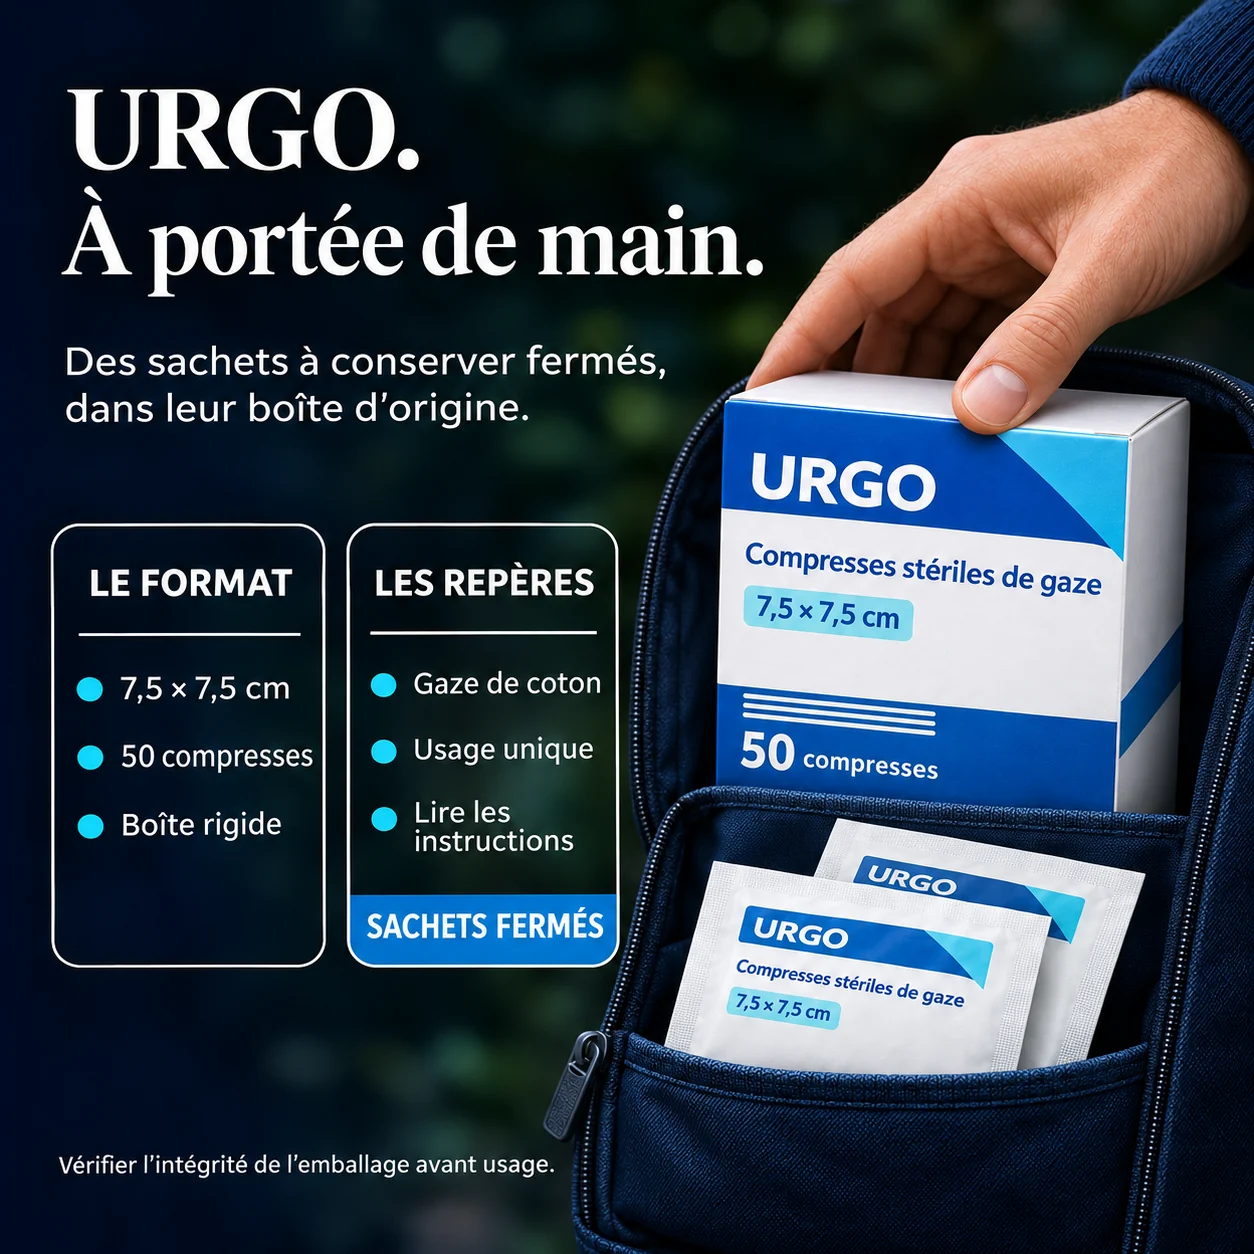 URGO.
À portée de main.
Des sachets à conserver fermés,
dans leur boîte d’origine.
LE FORMAT
7,5 × 7,5 cm
50 compresses
Boîte rigide
LES REPÈRES
Gaze de coton
Usage unique
Lire les
instructions
SACHETS FERMÉS
Vérifier l’intégrité de l’emballage avant usage.
URGO
Compresses stériles de gaze
7,5 × 7,5 cm
50 compresses
URGO
URGO
Compresses stériles de gaze
7,5 × 7,5 cm